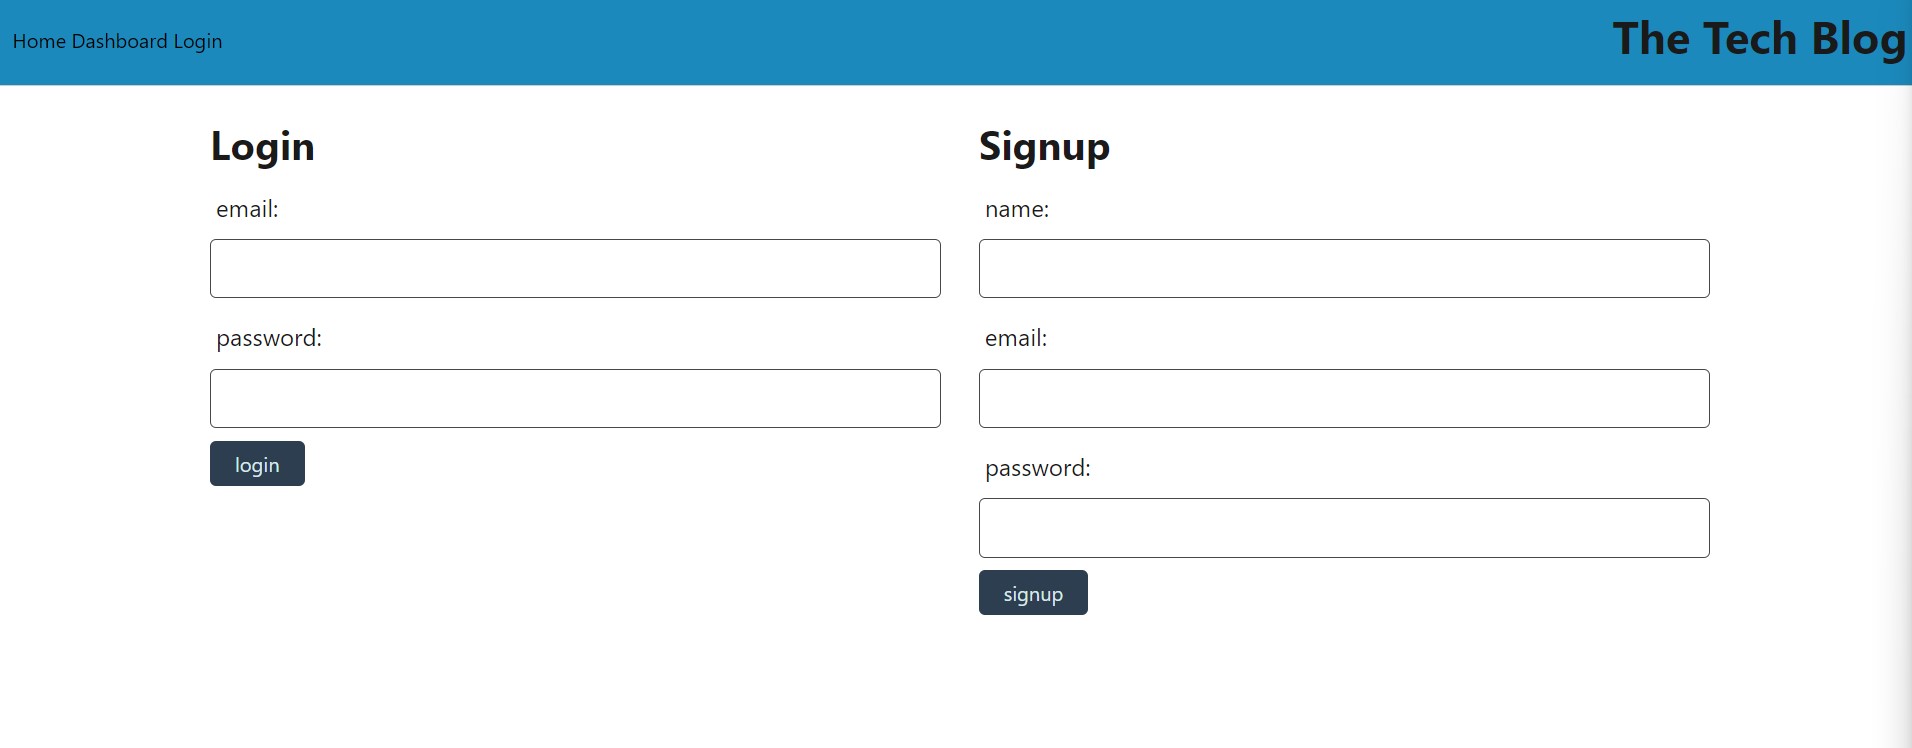 Home Dashboard Login
The Tech Blog
Login
email:
password:
login
Signup
name:
email:
password:
signup